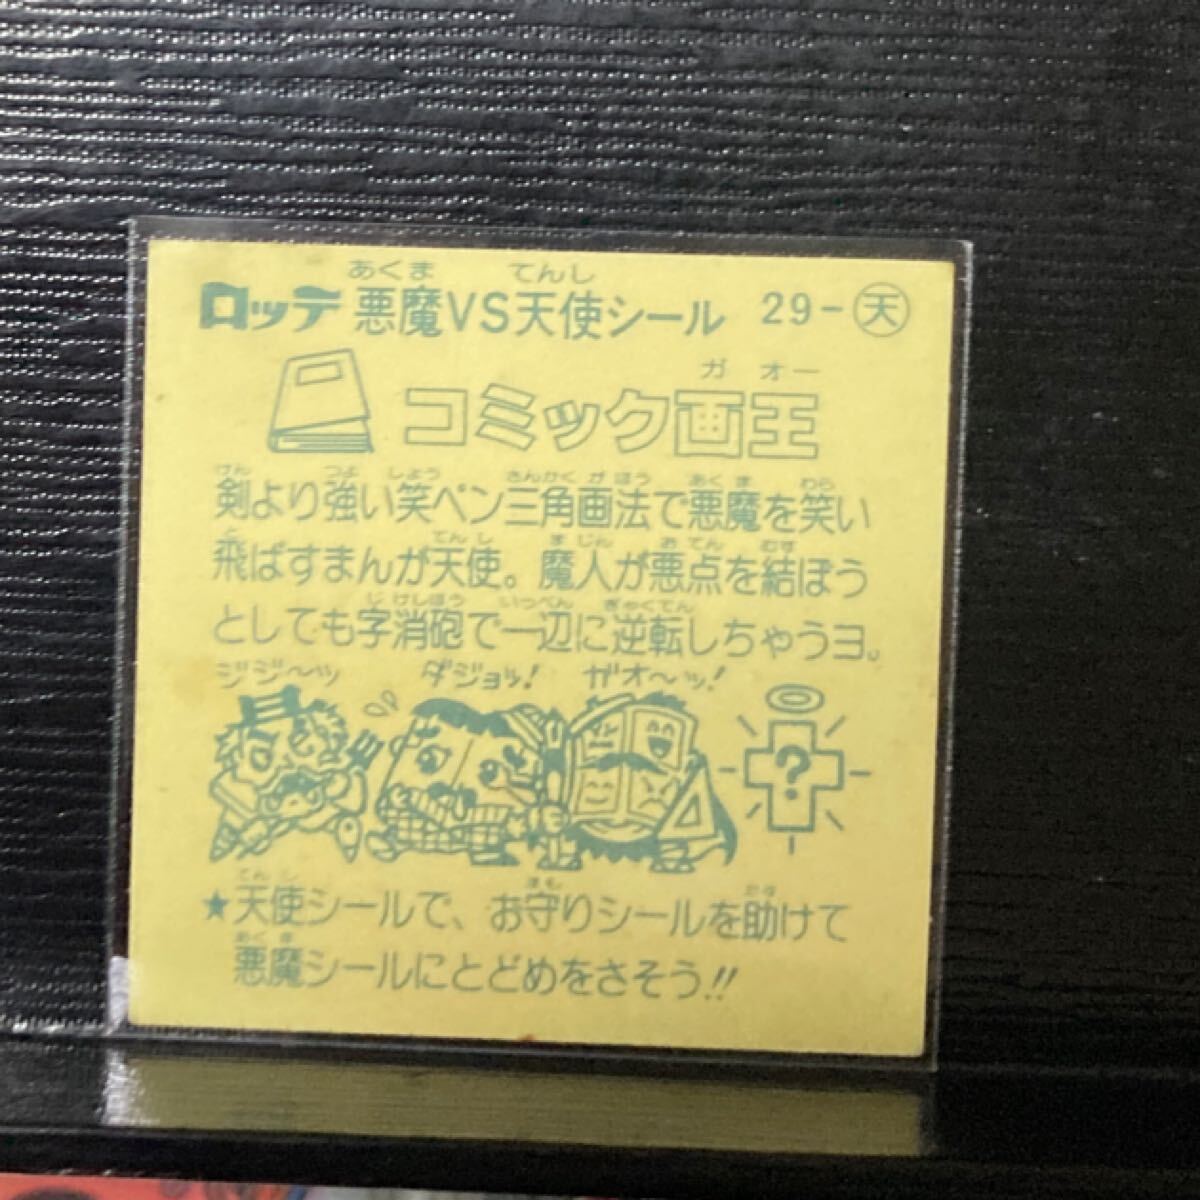 あくま てんし
ロッテ 悪魔VS天使シール 29-天
ガオー
コミック画王
けん つよ しょう さんかくがほう あくま わら
剣より強い笑ペン三角画法で悪魔を笑い
と てんし まじん おてん むす
飛ばすまんが天使。魔人が悪点を結ぼう
じけしほう いっぺん ぎゃくてん
としても字消砲で一辺に逆転しちゃうヨ。
ジジ〜ッ ダジョッ! ガオ〜ッ!
?
てんし まも たす
★天使シールで、お守りシールを助けて
あくま
悪魔シールにとどめをさそう!!